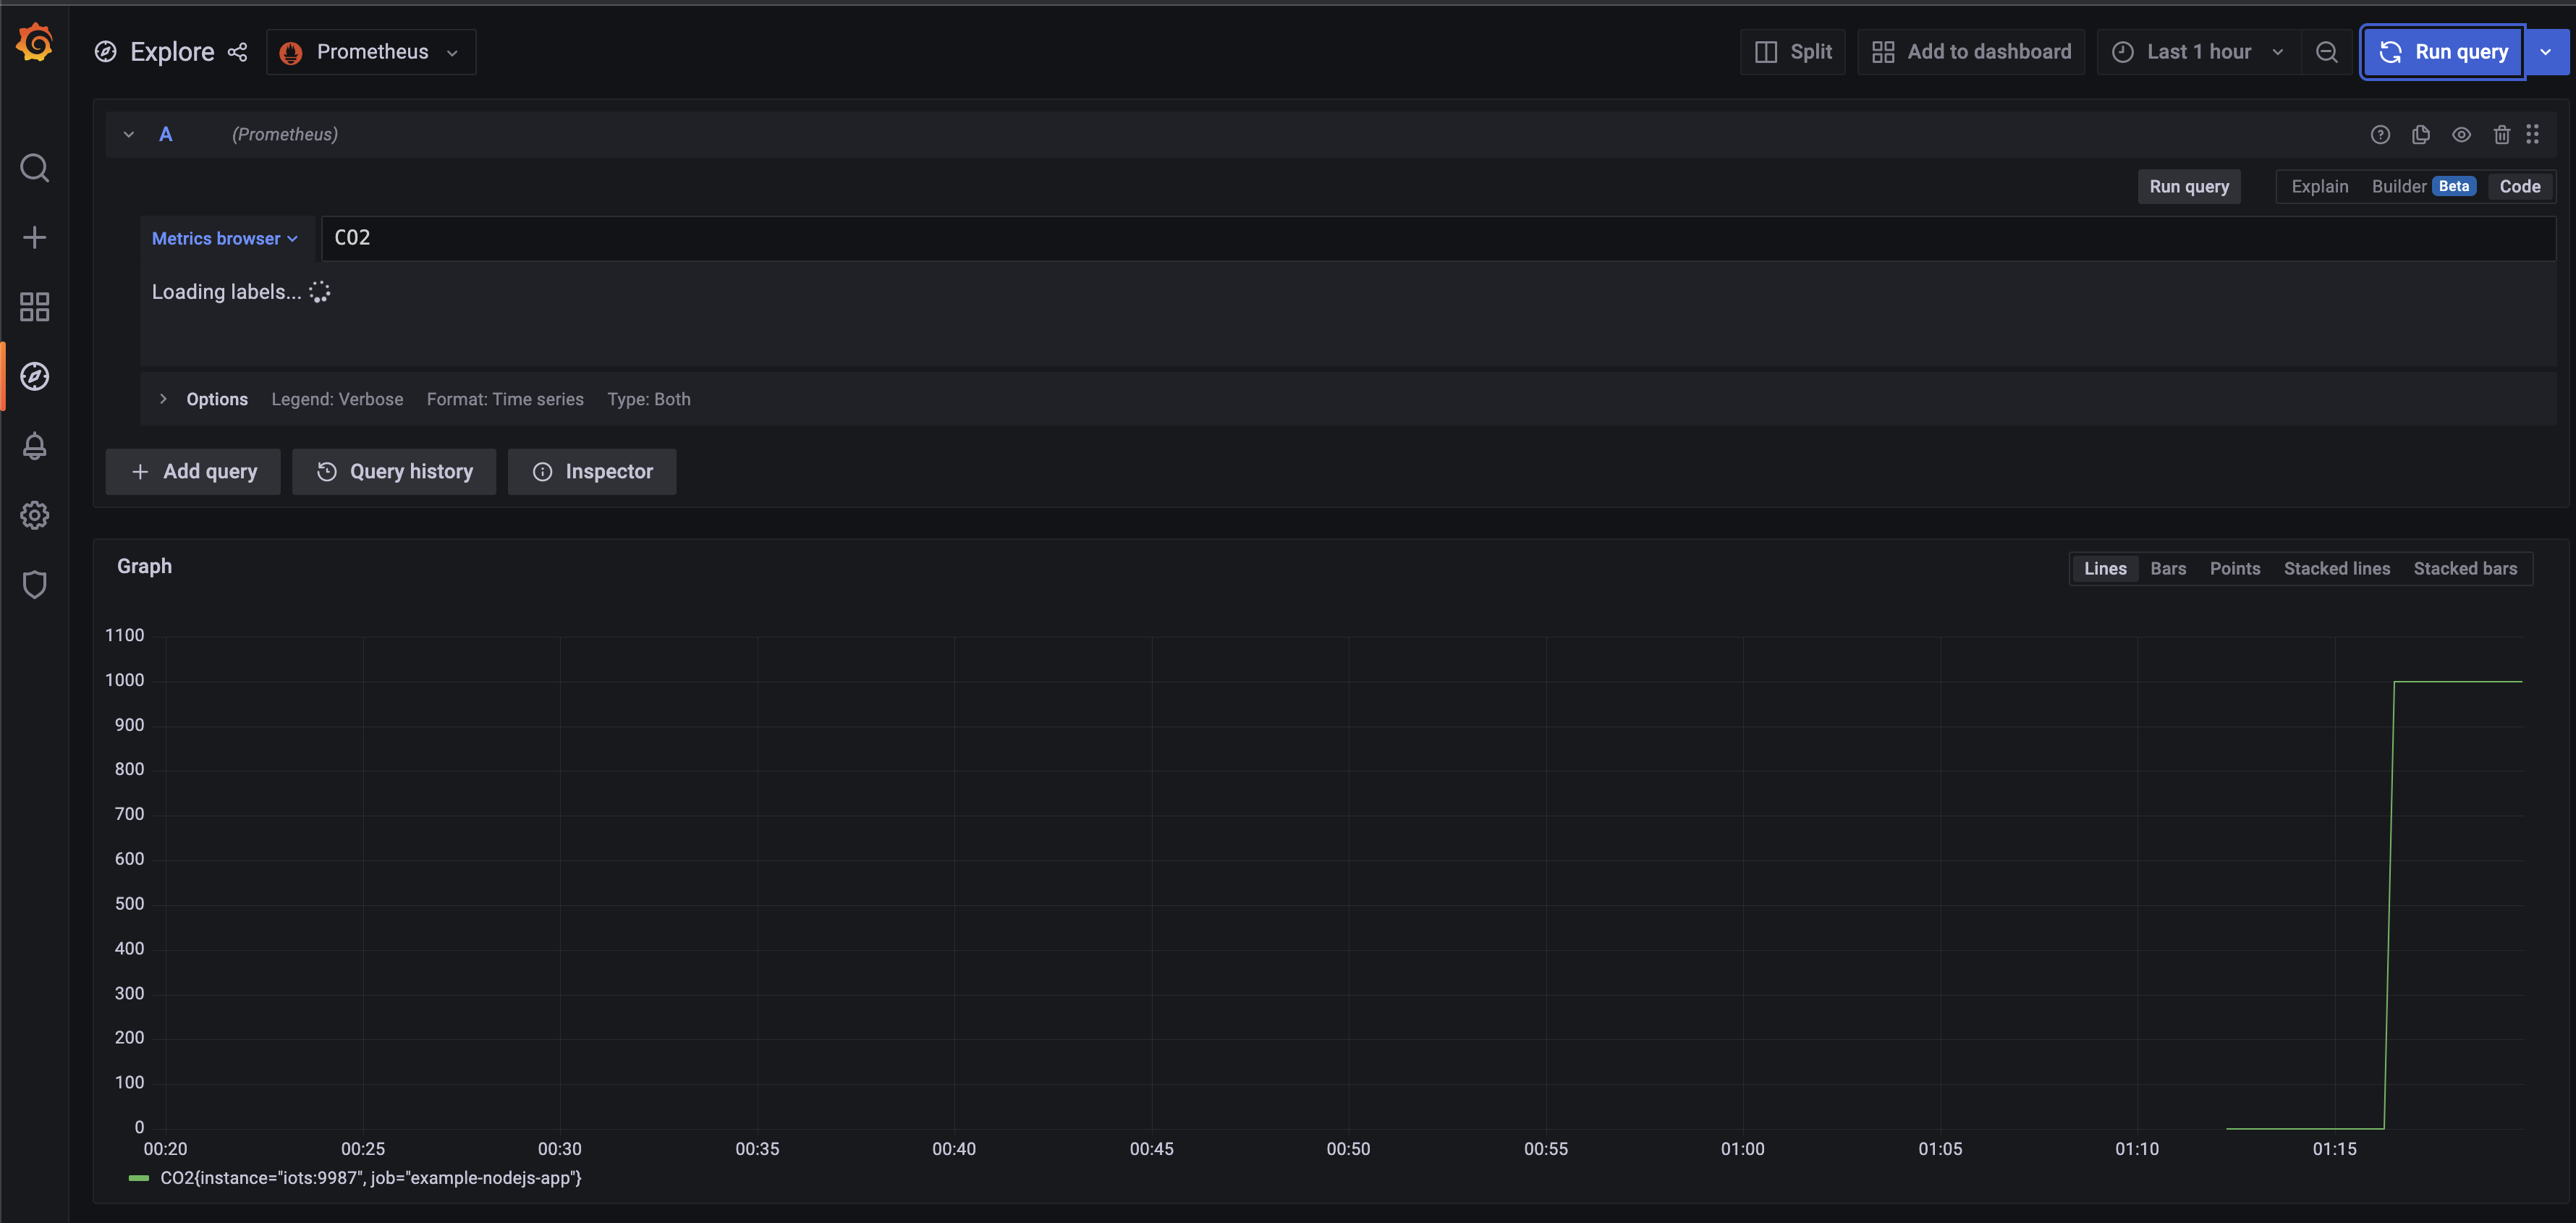 Explore Prometheus Split Add to dashboard Last 1 hour Run query
A (Prometheus)
Run query Explain Builder Beta Code
Metrics browser CO2
Loading labels...
Options Legend: Verbose Format: Time series Type: Both
Add query Query history Inspector
Graph Lines Bars Points Stacked lines Stacked bars
1100
1000
900
800
700
600
500
400
300
200
100
0
00:20 00:25 00:30 00:35 00:40 00:45 00:50 00:55 01:00 01:05 01:10 01:15
CO2{instance="iots:9987", job="example-nodejs-app"}